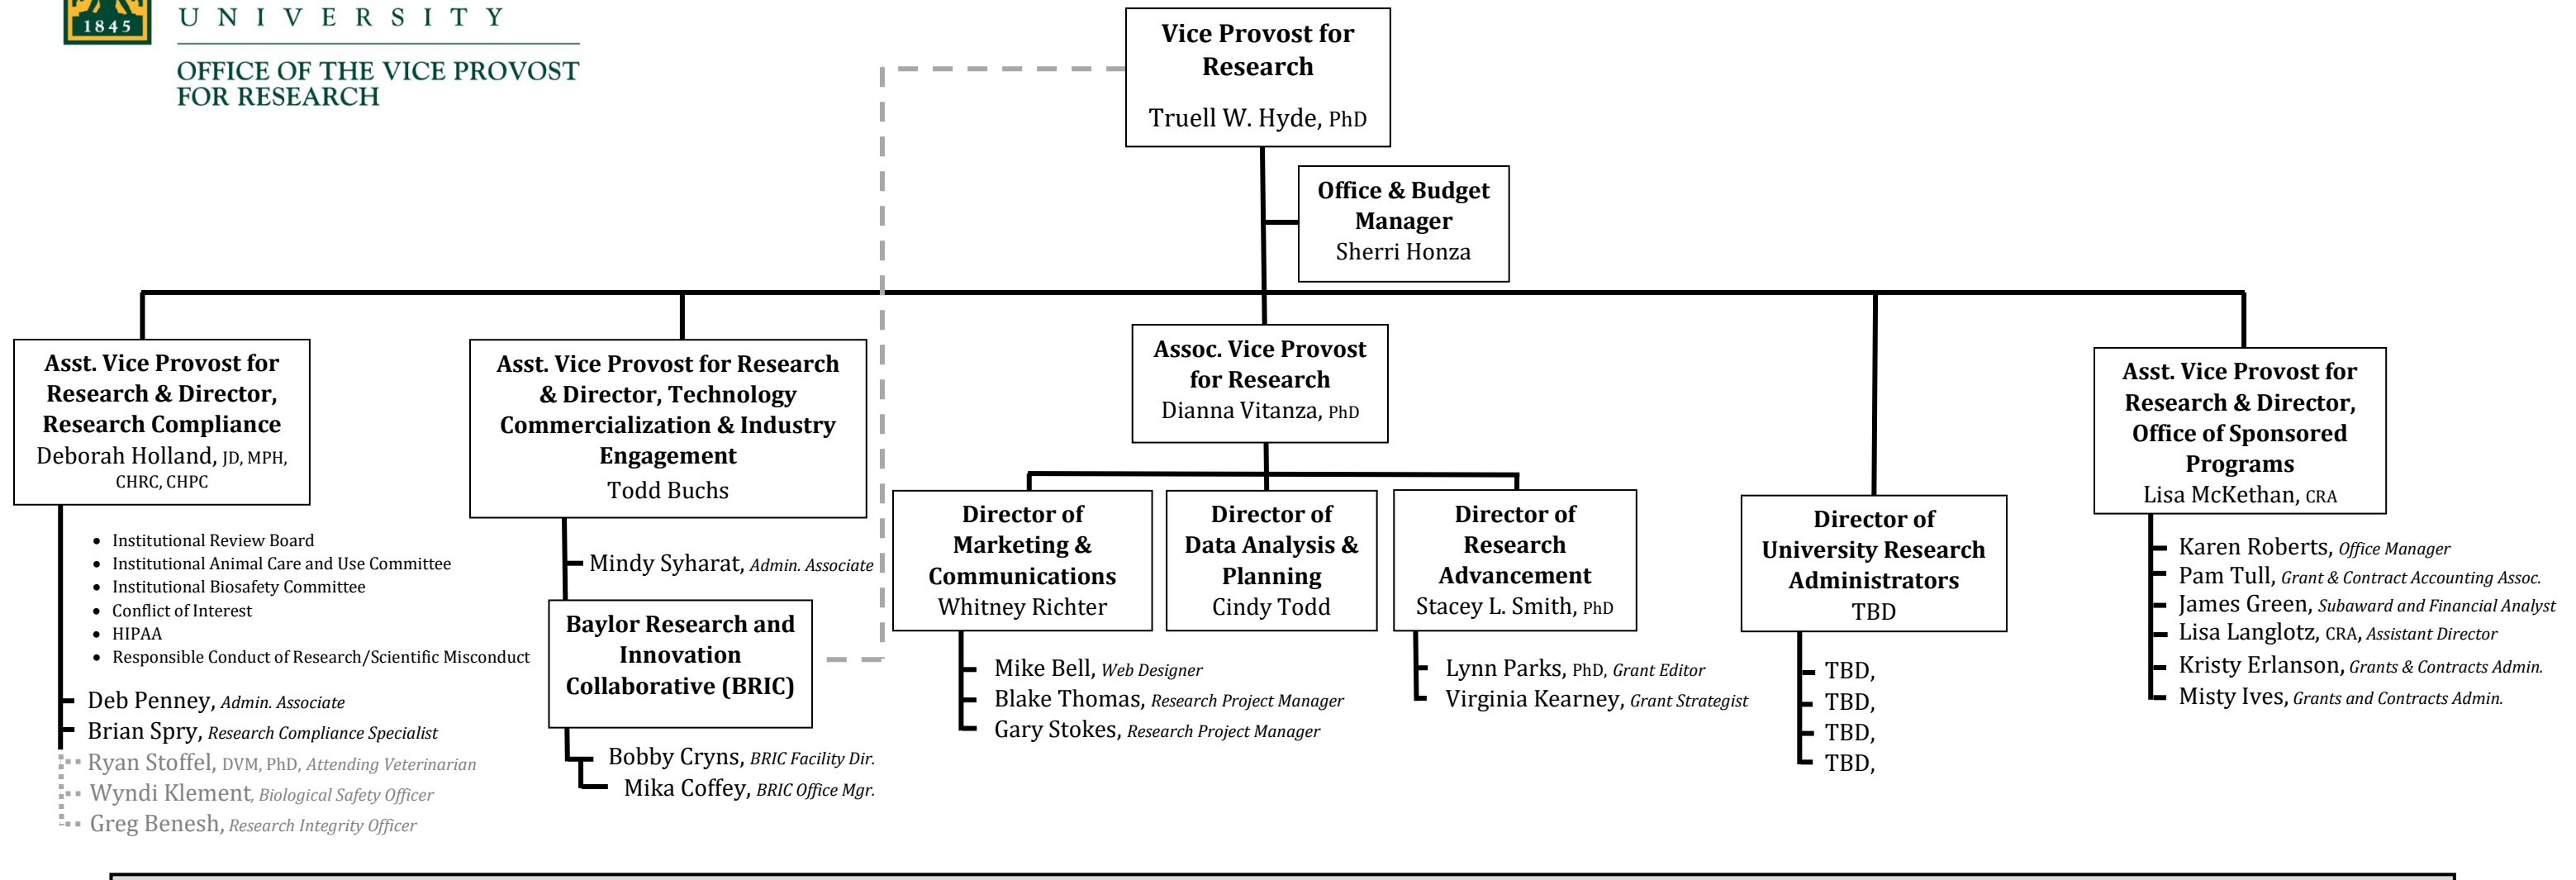 1845
UNIVERSITY
OFFICE OF THE VICE PROVOST
FOR RESEARCH
Vice Provost for
Research
Truell W. Hyde, PhD
Office & Budget
Manager
Sherri Honza
Asst. Vice Provost for
Research & Director,
Research Compliance
Deborah Holland, JD, MPH,
CHRC, CHPC
• Institutional Review Board
• Institutional Animal Care and Use Committee
• Institutional Biosafety Committee
• Conflict of Interest
• HIPAA
• Responsible Conduct of Research/Scientific Misconduct
Deb Penney, Admin. Associate
Brian Spry, Research Compliance Specialist
Ryan Stoffel, DVM, PhD, Attending Veterinarian
Wyndi Klement, Biological Safety Officer
Greg Benesh, Research Integrity Officer
Asst. Vice Provost for Research
& Director, Technology
Commercialization & Industry
Engagement
Todd Buchs
Mindy Syharat, Admin. Associate
Baylor Research and
Innovation
Collaborative (BRIC)
Bobby Cryns, BRIC Facility Dir.
Mika Coffey, BRIC Office Mgr.
Assoc. Vice Provost
for Research
Dianna Vitanza, PhD
Director of
Marketing &
Communications
Whitney Richter
Mike Bell, Web Designer
Blake Thomas, Research Project Manager
Gary Stokes, Research Project Manager
Director of
Data Analysis &
Planning
Cindy Todd
Director of
Research
Advancement
Stacey L. Smith, PhD
Lynn Parks, PhD, Grant Editor
Virginia Kearney, Grant Strategist
Director of
University Research
Administrators
TBD
TBD,
TBD,
TBD,
TBD,
Asst. Vice Provost for
Research & Director,
Office of Sponsored
Programs
Lisa McKethan, CRA
Karen Roberts, Office Manager
Pam Tull, Grant & Contract Accounting Assoc.
James Green, Subaward and Financial Analyst
Lisa Langlotz, CRA, Assistant Director
Kristy Erlanson, Grants & Contracts Admin.
Misty Ives, Grants and Contracts Admin.